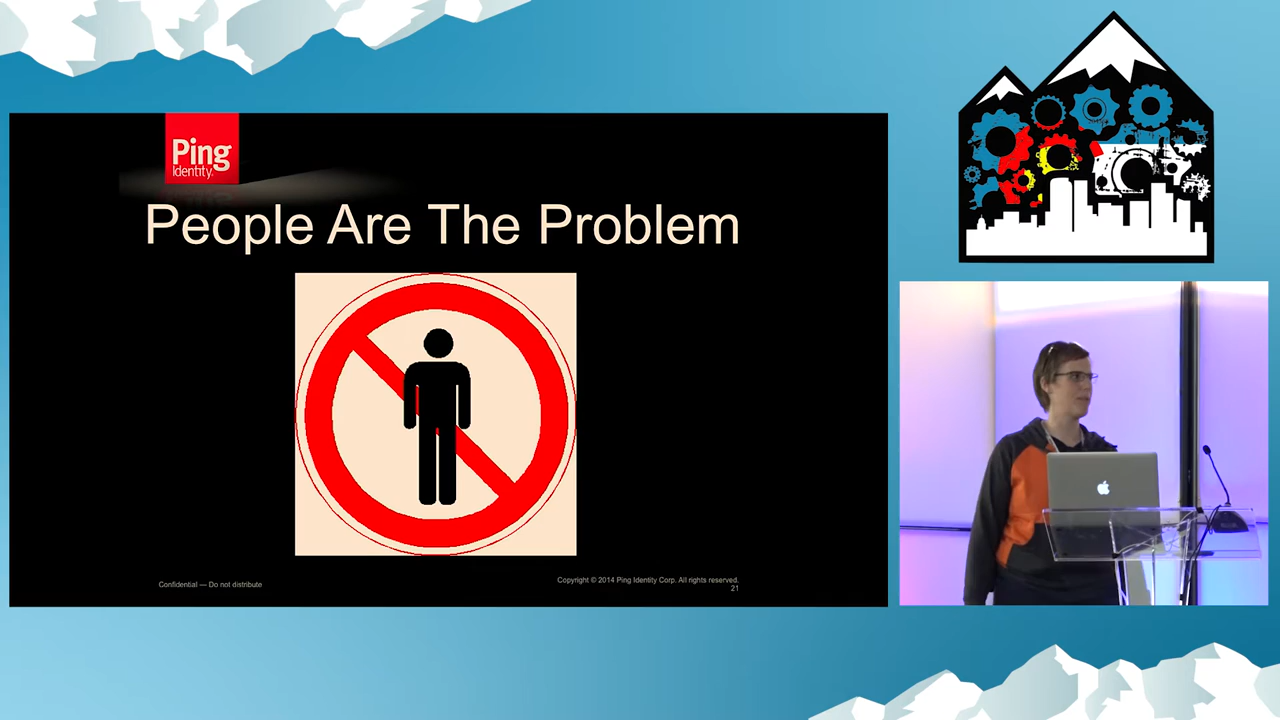 Ping
Identity.
People Are The Problem
Confidential — Do not distribute
Copyright © 2014 Ping Identity Corp. All rights reserved.
21